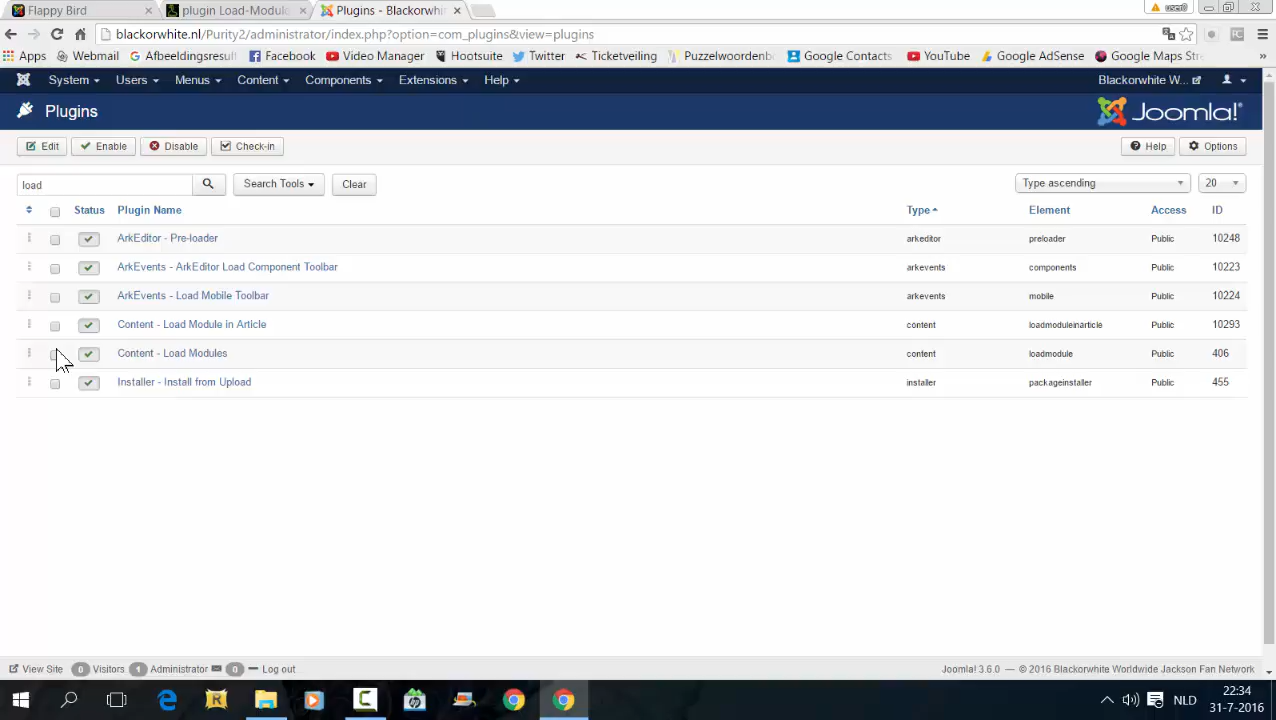 Flappy Bird
plugin Load-Module
Plugins - Blackorwhi
user0
blackorwhite.nl/Purity2/administrator/index.php?option=com_plugins&view=plugins
Apps Webmail Afbeeldingsresul Facebook Video Manager Hootsuite Twitter Ticketveiling Puzzelwoordenbo Google Contacts YouTube Google AdSense Google Maps Stre »
System Users Menus Content Components Extensions Help Blackorwhite W...
Plugins
Joomla!®
Edit Enable Disable Check-in Help Options
load Search Tools Clear Type ascending 20
Status Plugin Name Type Element Access ID
ArkEditor - Pre-loader arkeditor preloader Public 10248
ArkEvents - ArkEditor Load Component Toolbar arkevents components Public 10223
ArkEvents - Load Mobile Toolbar arkevents mobile Public 10224
Content - Load Module in Article content loadmoduleinarticle Public 10293
Content - Load Modules content loadmodule Public 406
Installer - Install from Upload installer packageinstaller Public 455
View Site 0 Visitors 1 Administrator 0 Log out Joomla! 3.6.0 — © 2016 Blackorwhite Worldwide Jackson Fan Network
NLD 22:34
31-7-2016